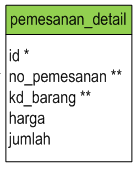 pemesanan_detail
id *
no_pemesanan **
kd_barang **
harga
jumlah